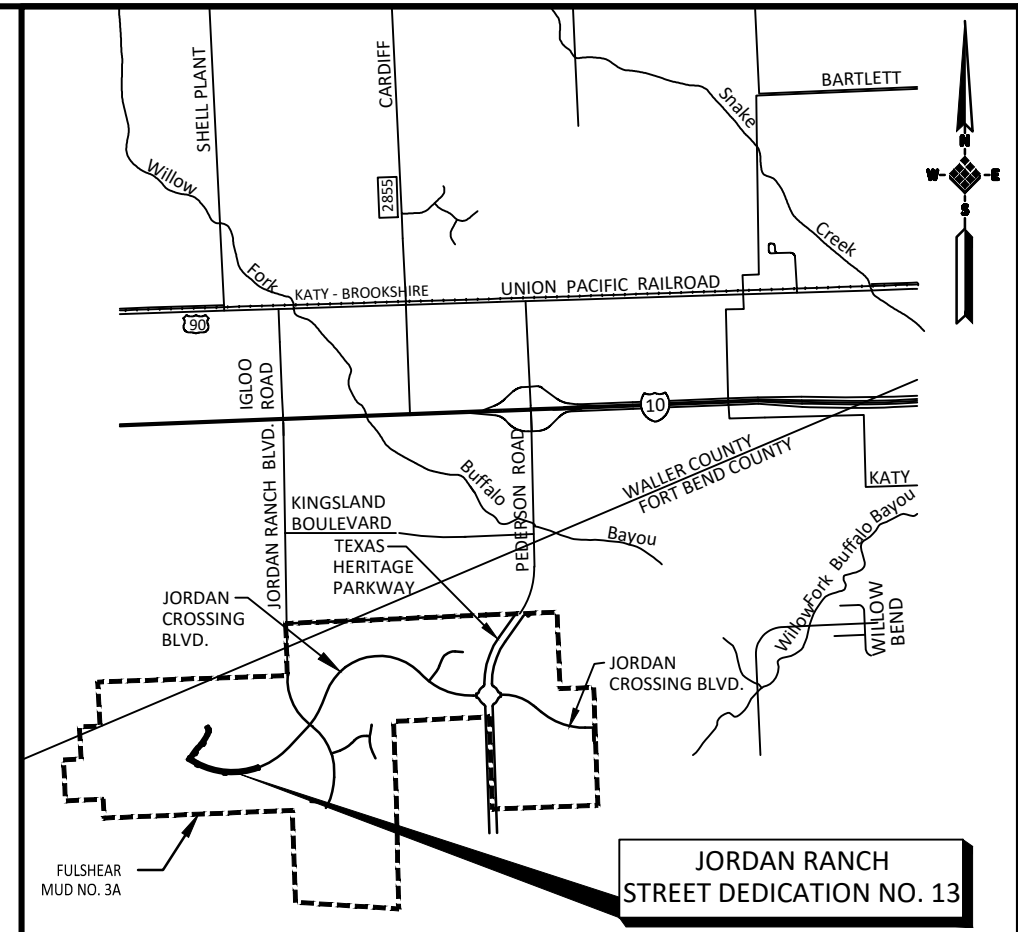 SHELL PLANT
CARDIFF
BARTLETT
Snake
N
W
E
S
Willow
2855
Creek
Fork
KATY - BROOKSHIRE
UNION PACIFIC RAILROAD
90
IGLOO
ROAD
10
PEDERSON ROAD
WALLER COUNTY
FORT BEND COUNTY
KATY
JORDAN RANCH BLVD.
Buffalo
Bayou
KINGSLAND
BOULEVARD
TEXAS
HERITAGE
PARKWAY
Willow Fork Buffalo Bayou
WILLOW
BEND
JORDAN
CROSSING
BLVD.
JORDAN
CROSSING BLVD.
FULSHEAR
MUD NO. 3A
JORDAN RANCH
STREET DEDICATION NO. 13